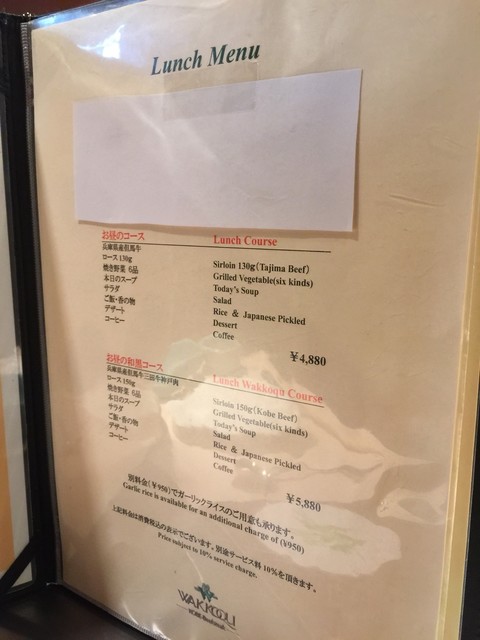 Lunch Menu
お昼のコース Lunch Course
兵庫県産但馬牛
ロース130g Sirloin 130g(Tajima Beef)
焼き野菜 6品 Grilled Vegetable(six kinds)
本日のスープ Today's Soup
サラダ Salad
ご飯・香の物 Rice & Japanese Pickled
デザート Dessert
コーヒー Coffee
¥4,880
お昼の和黒コース Lunch Wakkoqu Course
兵庫県産但馬牛三田牛神戸肉
ロース150g Sirloin 150g(Kobe Beef)
焼き野菜 6品 Grilled Vegetable(six kinds)
本日のスープ Today's Soup
サラダ Salad
ご飯・香の物 Rice & Japanese Pickled
デザート Dessert
コーヒー Coffee
¥5,880
別料金(¥950)でガーリックライスのご用意も承ります。
Garlic rice is available for an additional charge of (¥950)
上記料金は消費税込の表示でございます。別途サービス料 10%を頂きます。
Price subject to 10% service charge.
WAKKOQU